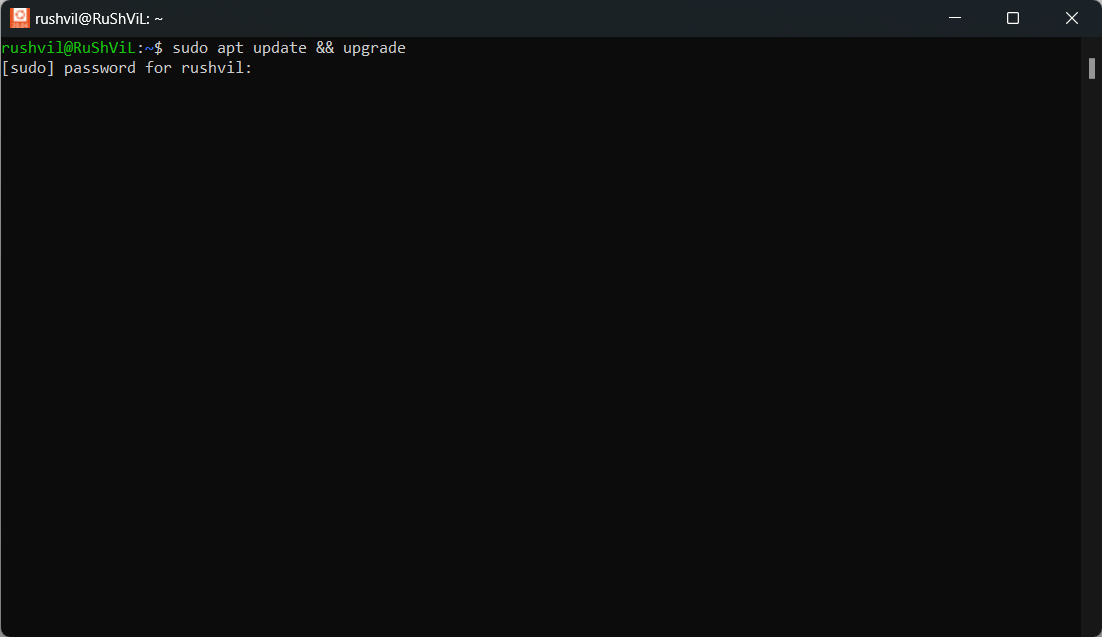 rushvil@RuShViL: ~
rushvil@RuShViL:~$ sudo apt update && upgrade
[sudo] password for rushvil: